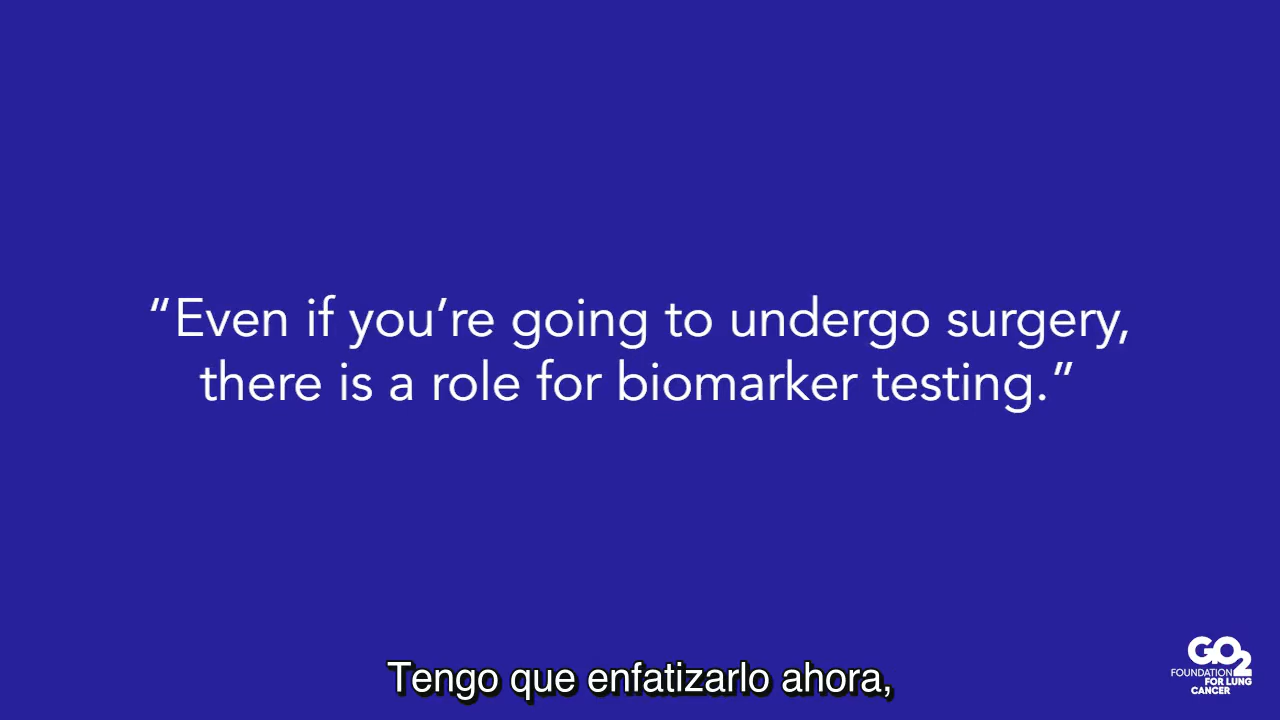 “Even if you’re going to undergo surgery,
there is a role for biomarker testing.”
Tengo que enfatizarlo ahora,
GO2
FOUNDATION
FOR LUNG
CANCER